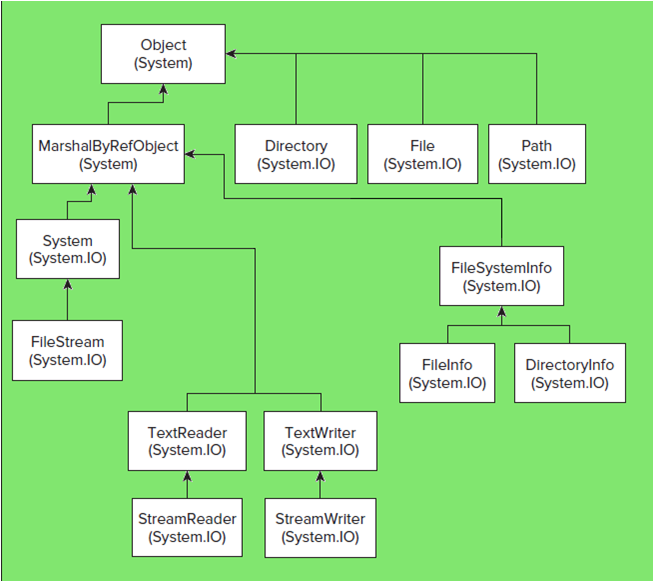 Object
(System)
MarshalByRefObject
(System)
Directory
(System.IO)
File
(System.IO)
Path
(System.IO)
System
(System.IO)
FileSystemInfo
(System.IO)
FileStream
(System.IO)
FileInfo
(System.IO)
DirectoryInfo
(System.IO)
TextReader
(System.IO)
TextWriter
(System.IO)
StreamReader
(System.IO)
StreamWriter
(System.IO)